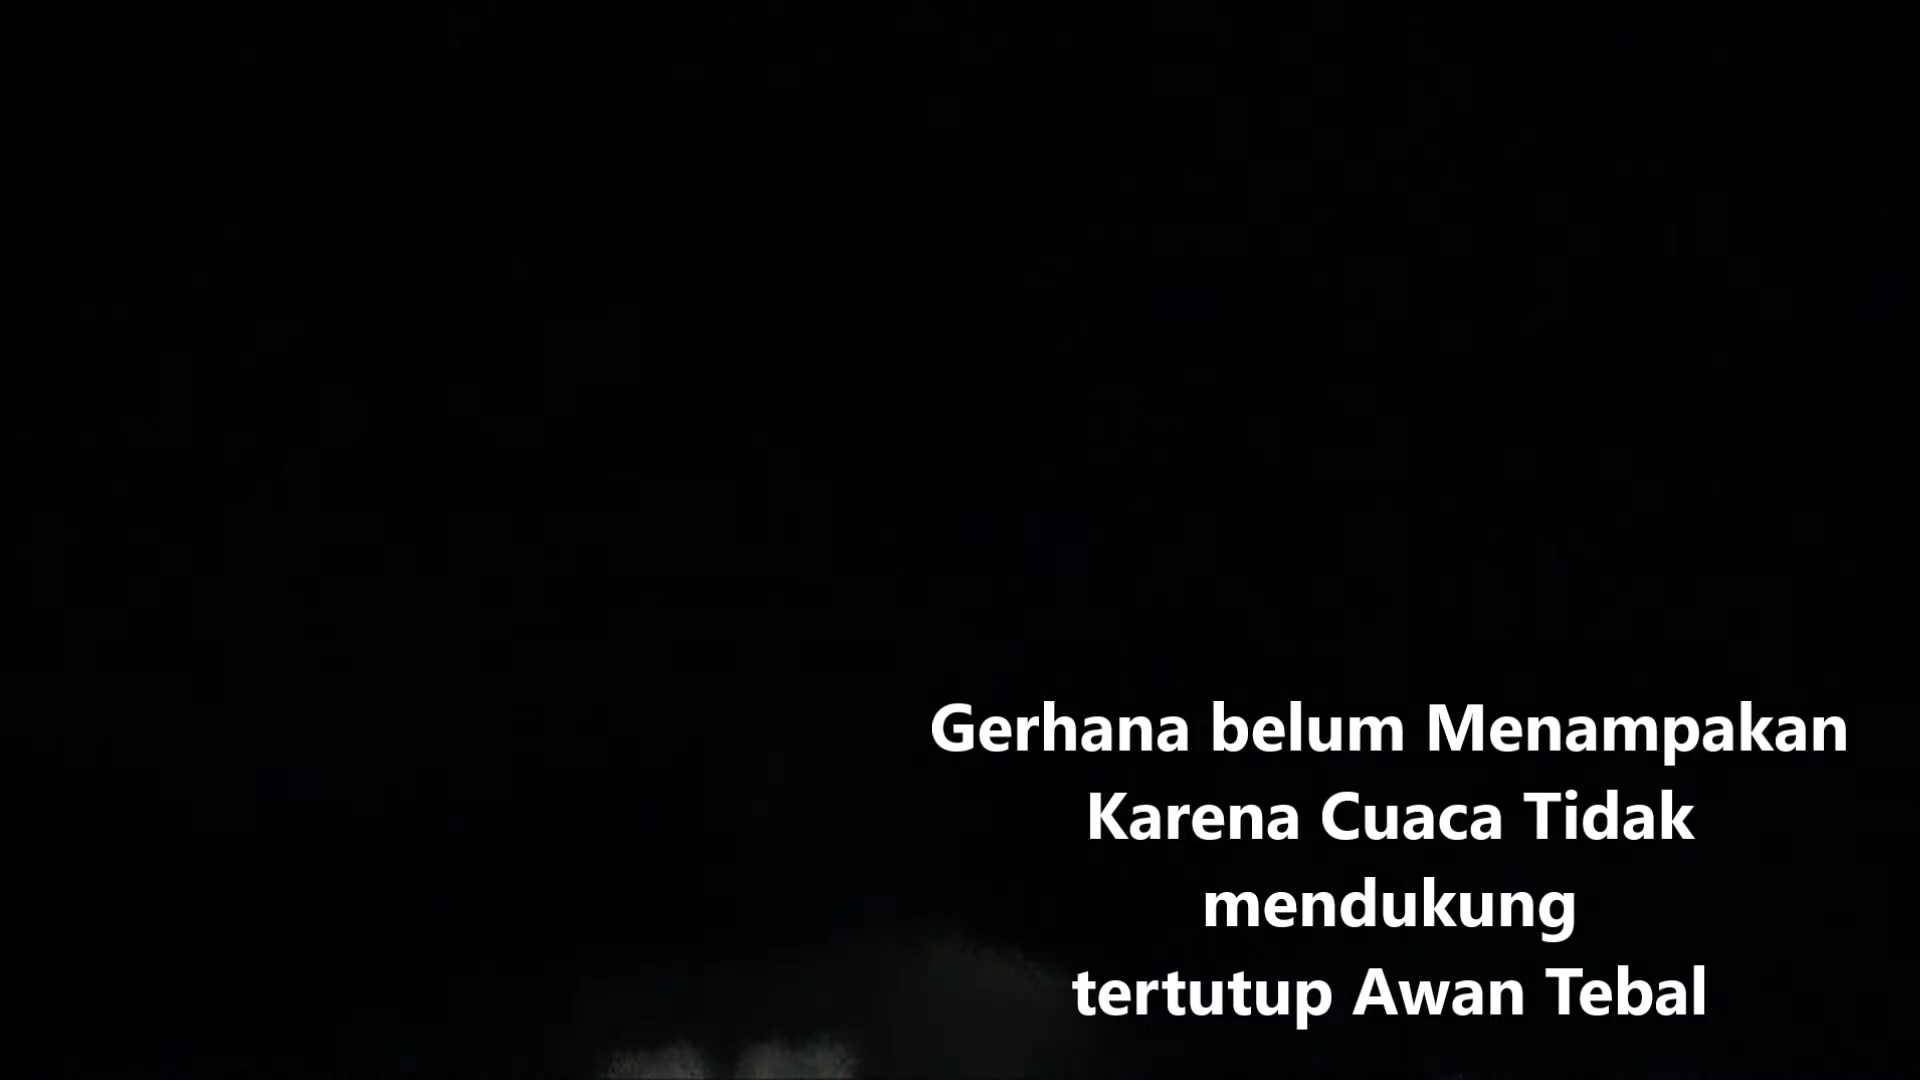 Gerhana belum Menampakan
Karena Cuaca Tidak
mendukung
tertutup Awan Tebal